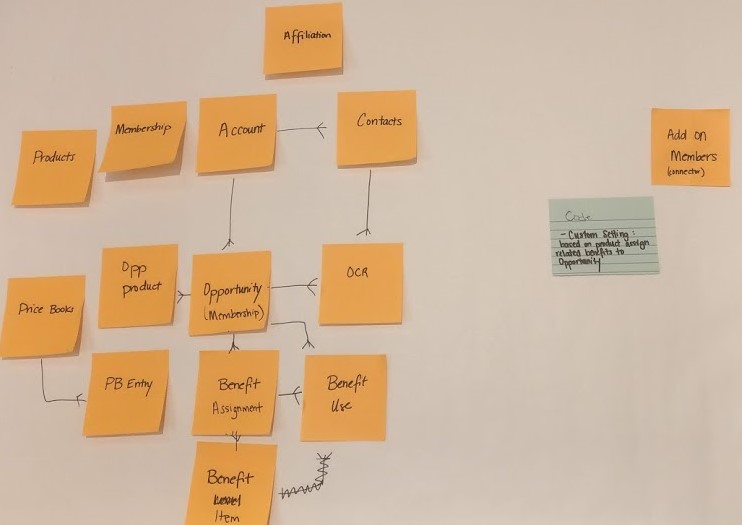 Affiliation
Products
Membership
Account
Contacts
Add on
Members
(connector)
Code
- Custom Setting :
based on product assign
related benefits to
Opportunity
Price Books
Opp
product
Opportunity
(Membership)
OCR
PB Entry
Benefit
Assignment
Benefit
Use
Benefit
Item